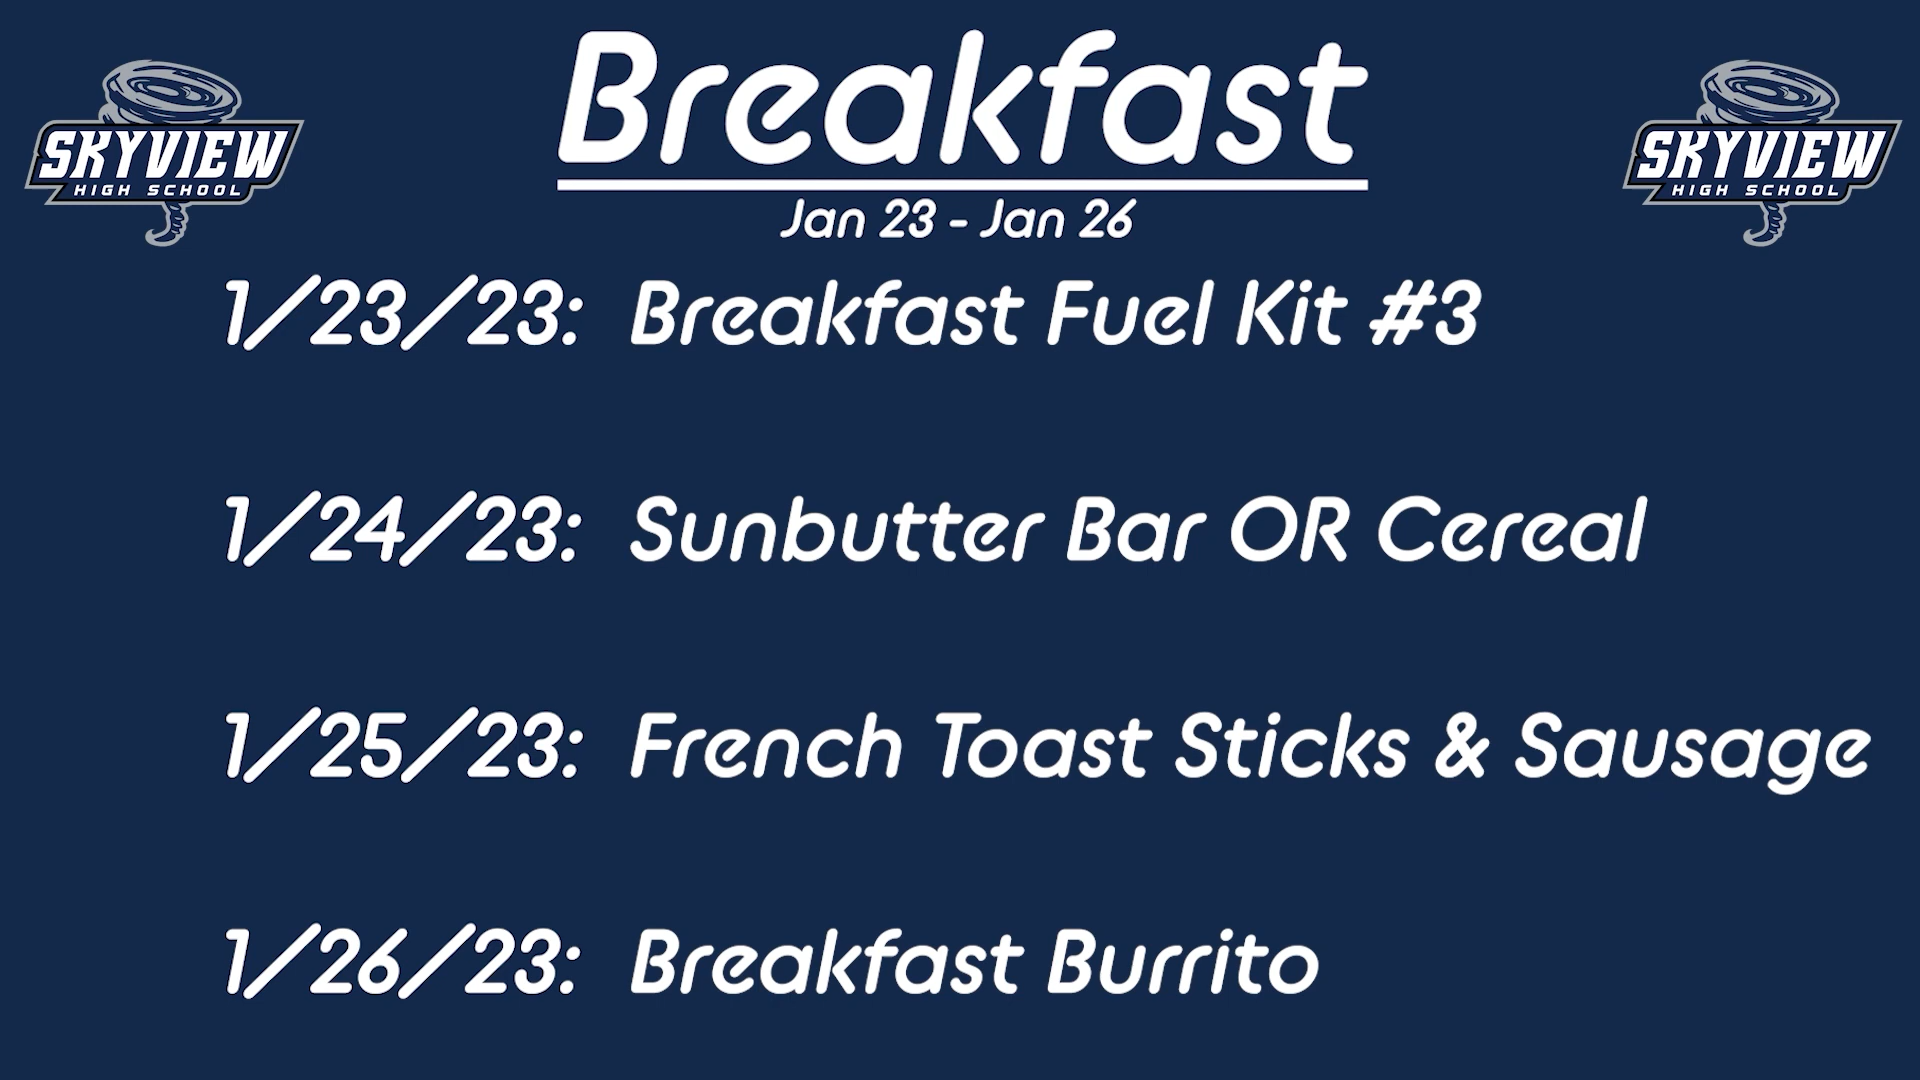 Breakfast
SKYVIEW
HIGH SCHOOL
SKYVIEW
HIGH SCHOOL
Jan 23 - Jan 26
1/23/23: Breakfast Fuel Kit #3
1/24/23: Sunbutter Bar OR Cereal
1/25/23: French Toast Sticks & Sausage
1/26/23: Breakfast Burrito